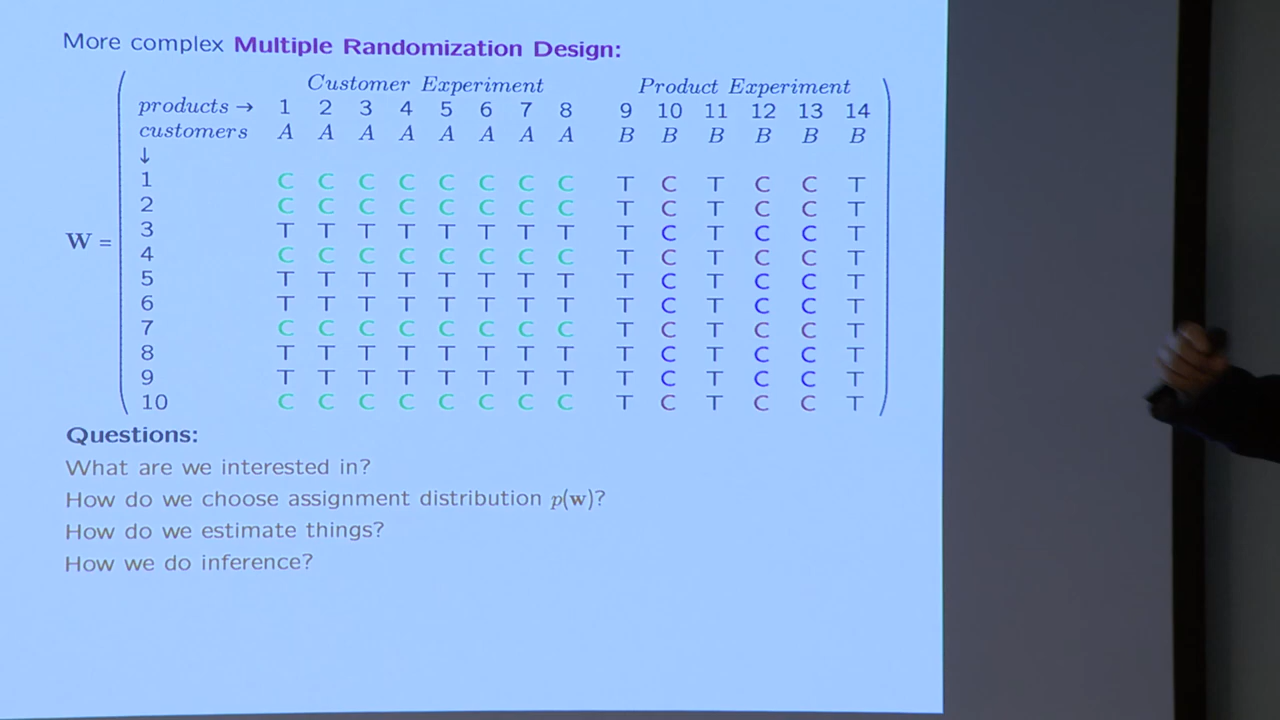 More complex Multiple Randomization Design:
Customer Experiment Product Experiment
products → 1 2 3 4 5 6 7 8 9 10 11 12 13 14
customers A A A A A A A A B B B B B B
↓
1 C C C C C C C C T C T C C T
2 C C C C C C C C T C T C C T
3 T T T T T T T T T C T C C T
W = 4 C C C C C C C C T C T C C T
5 T T T T T T T T T C T C C T
6 T T T T T T T T T C T C C T
7 C C C C C C C C T C T C C T
8 T T T T T T T T T C T C C T
9 T T T T T T T T T C T C C T
10 C C C C C C C C T C T C C T
Questions:
What are we interested in?
How do we choose assignment distribution p(w)?
How do we estimate things?
How we do inference?